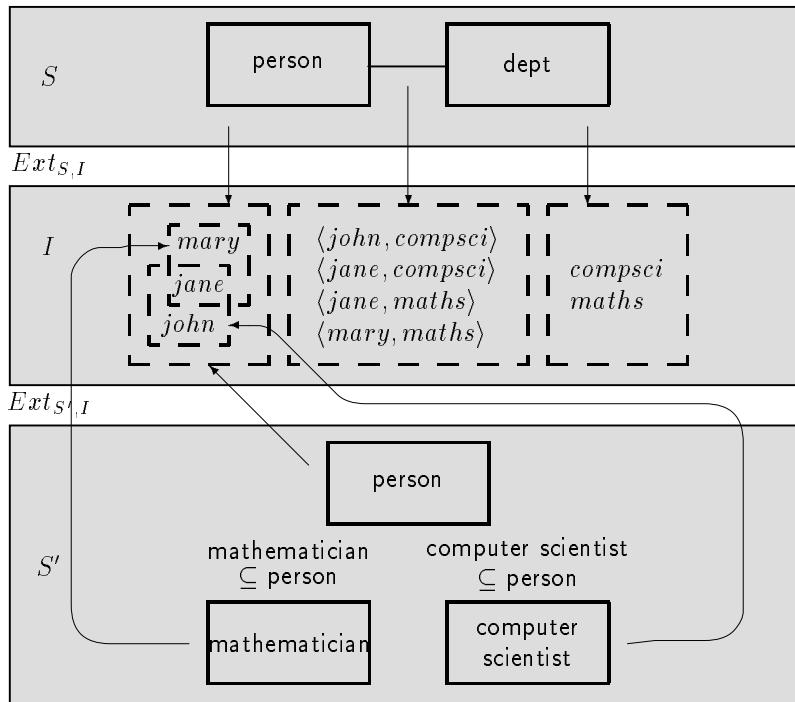 S
person
dept
Ext_{S,I}
I
mary
jane
john
⟨john, compsci⟩
⟨jane, compsci⟩
⟨jane, maths⟩
⟨mary, maths⟩
compsci
maths
Ext_{S′,I}
person
mathematician
⊆ person
computer scientist
⊆ person
S′
mathematician
computer
scientist